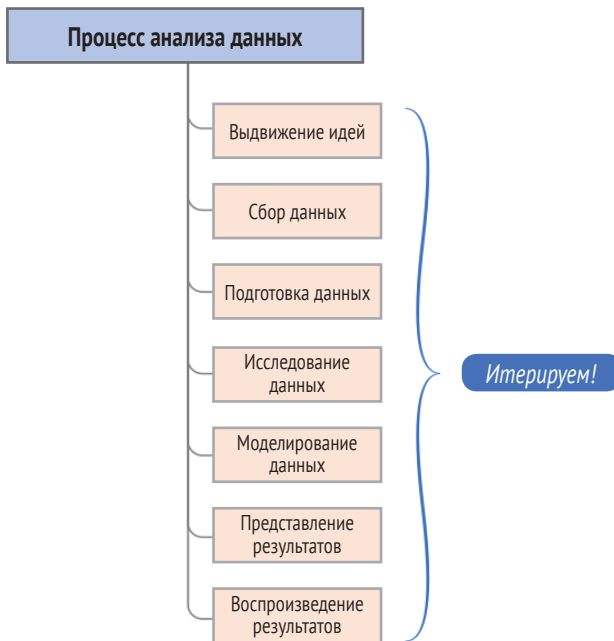 Процесс анализа данных
Выдвижение идей
Сбор данных
Подготовка данных
Исследование
данных
Итерируем!
Моделирование
данных
Представление
результатов
Воспроизведение
результатов